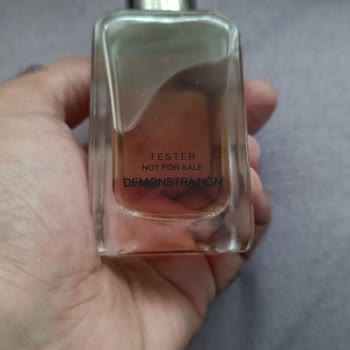 TESTER
NOT FOR SALE
DEMONSTRATION